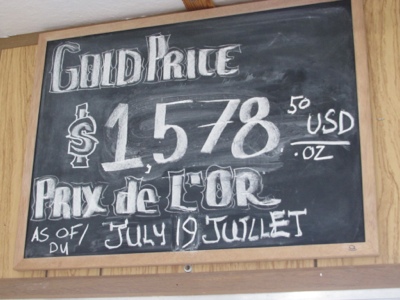 GOLD PRICE
$1,578.50 USD
.OZ
PRIX de L'OR
AS OF/ JULY 19 JUILLET
DU